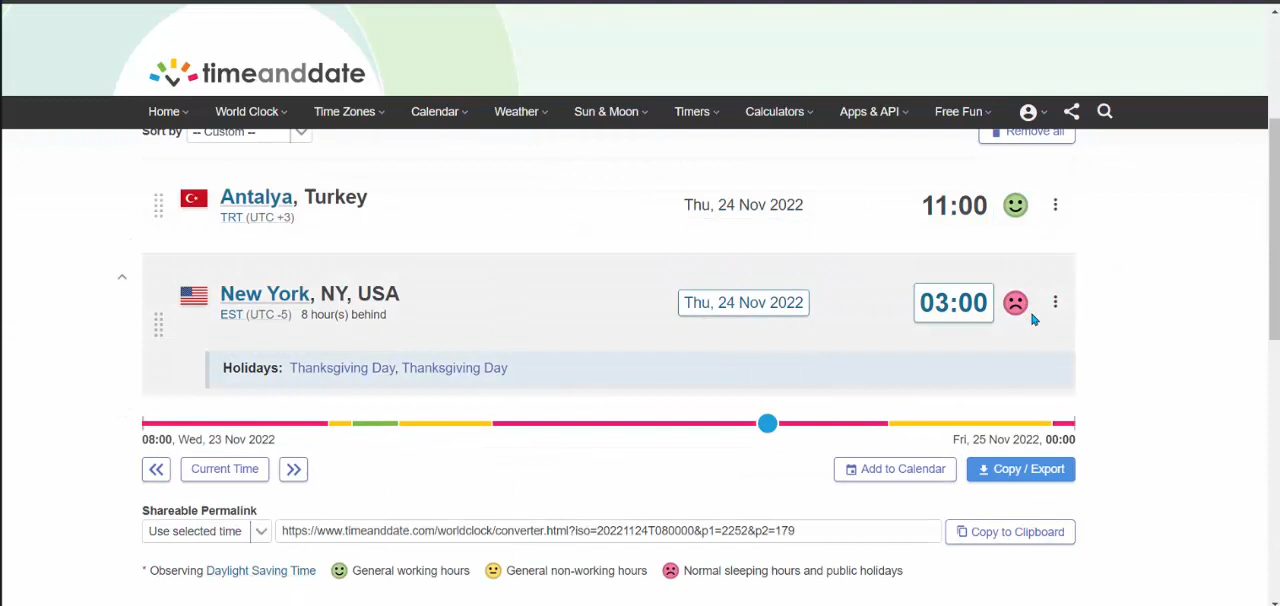 timeanddate
Home World Clock Time Zones Calendar Weather Sun & Moon Timers Calculators Apps & API Free Fun
Sort by -- Custom -- Remove all
Antalya, Turkey Thu, 24 Nov 2022 11:00
TRT (UTC +3)
New York, NY, USA Thu, 24 Nov 2022 03:00
EST (UTC -5) 8 hour(s) behind
Holidays: Thanksgiving Day, Thanksgiving Day
08:00, Wed, 23 Nov 2022 Fri, 25 Nov 2022, 00:00
Current Time Add to Calendar Copy / Export
Shareable Permalink
Use selected time https://www.timeanddate.com/worldclock/converter.html?iso=20221124T080000&p1=2252&p2=179 Copy to Clipboard
* Observing Daylight Saving Time General working hours General non-working hours Normal sleeping hours and public holidays